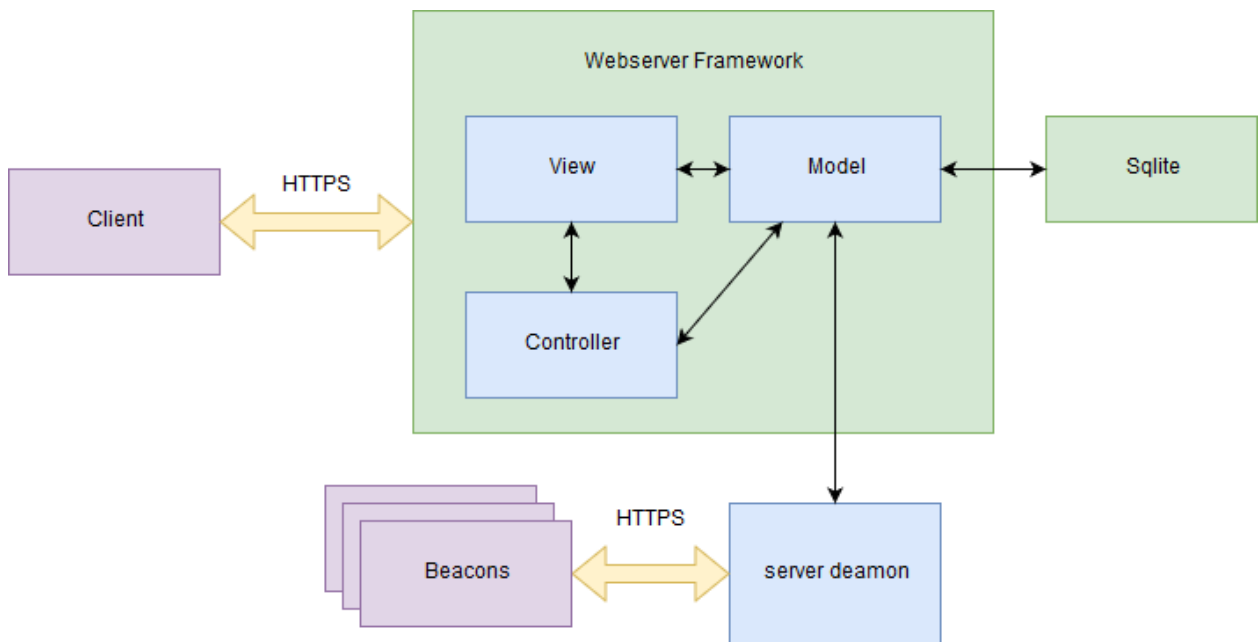 Webserver Framework
View
Model
Sqlite
HTTPS
Client
Controller
HTTPS
Beacons
server deamon